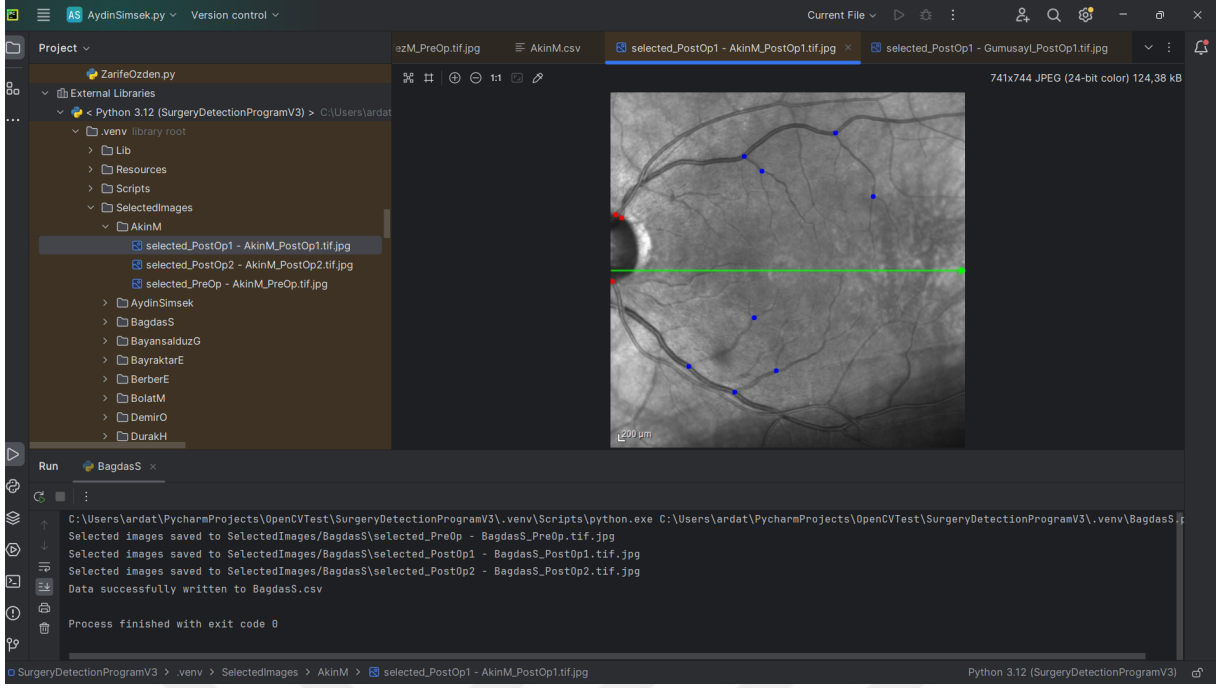 AS AydinSimsek.py Version control Current File
Project
ezM_PreOp.tif.jpg AkinM.csv selected_PostOp1 - AkinM_PostOp1.tif.jpg selected_PostOp1 - Gumusayl_PostOp1.tif.jpg
1:1 741x744 JPEG (24-bit color) 124,38 kB
ZarifeOzden.py
External Libraries
< Python 3.12 (SurgeryDetectionProgramV3) > C:\Users\ardat
.venv library root
Lib
Resources
Scripts
SelectedImages
AkinM
selected_PostOp1 - AkinM_PostOp1.tif.jpg
selected_PostOp2 - AkinM_PostOp2.tif.jpg
selected_PreOp - AkinM_PreOp.tif.jpg
AydinSimsek
BagdasS
BayansalduzG
BayraktarE
BerberE
BolatM
DemirO
DurakH
200 µm
Run BagdasS
C:\Users\ardat\PycharmProjects\OpenCVTest\SurgeryDetectionProgramV3\.venv\Scripts\python.exe C:\Users\ardat\PycharmProjects\OpenCVTest\SurgeryDetectionProgramV3\.venv\BagdasS.p
Selected images saved to SelectedImages/BagdasS\selected_PreOp - BagdasS_PreOp.tif.jpg
Selected images saved to SelectedImages/BagdasS\selected_PostOp1 - BagdasS_PostOp1.tif.jpg
Selected images saved to SelectedImages/BagdasS\selected_PostOp2 - BagdasS_PostOp2.tif.jpg
Data successfully written to BagdasS.csv
Process finished with exit code 0
SurgeryDetectionProgramV3 > .venv > SelectedImages > AkinM > selected_PostOp1 - AkinM_PostOp1.tif.jpg Python 3.12 (SurgeryDetectionProgramV3)